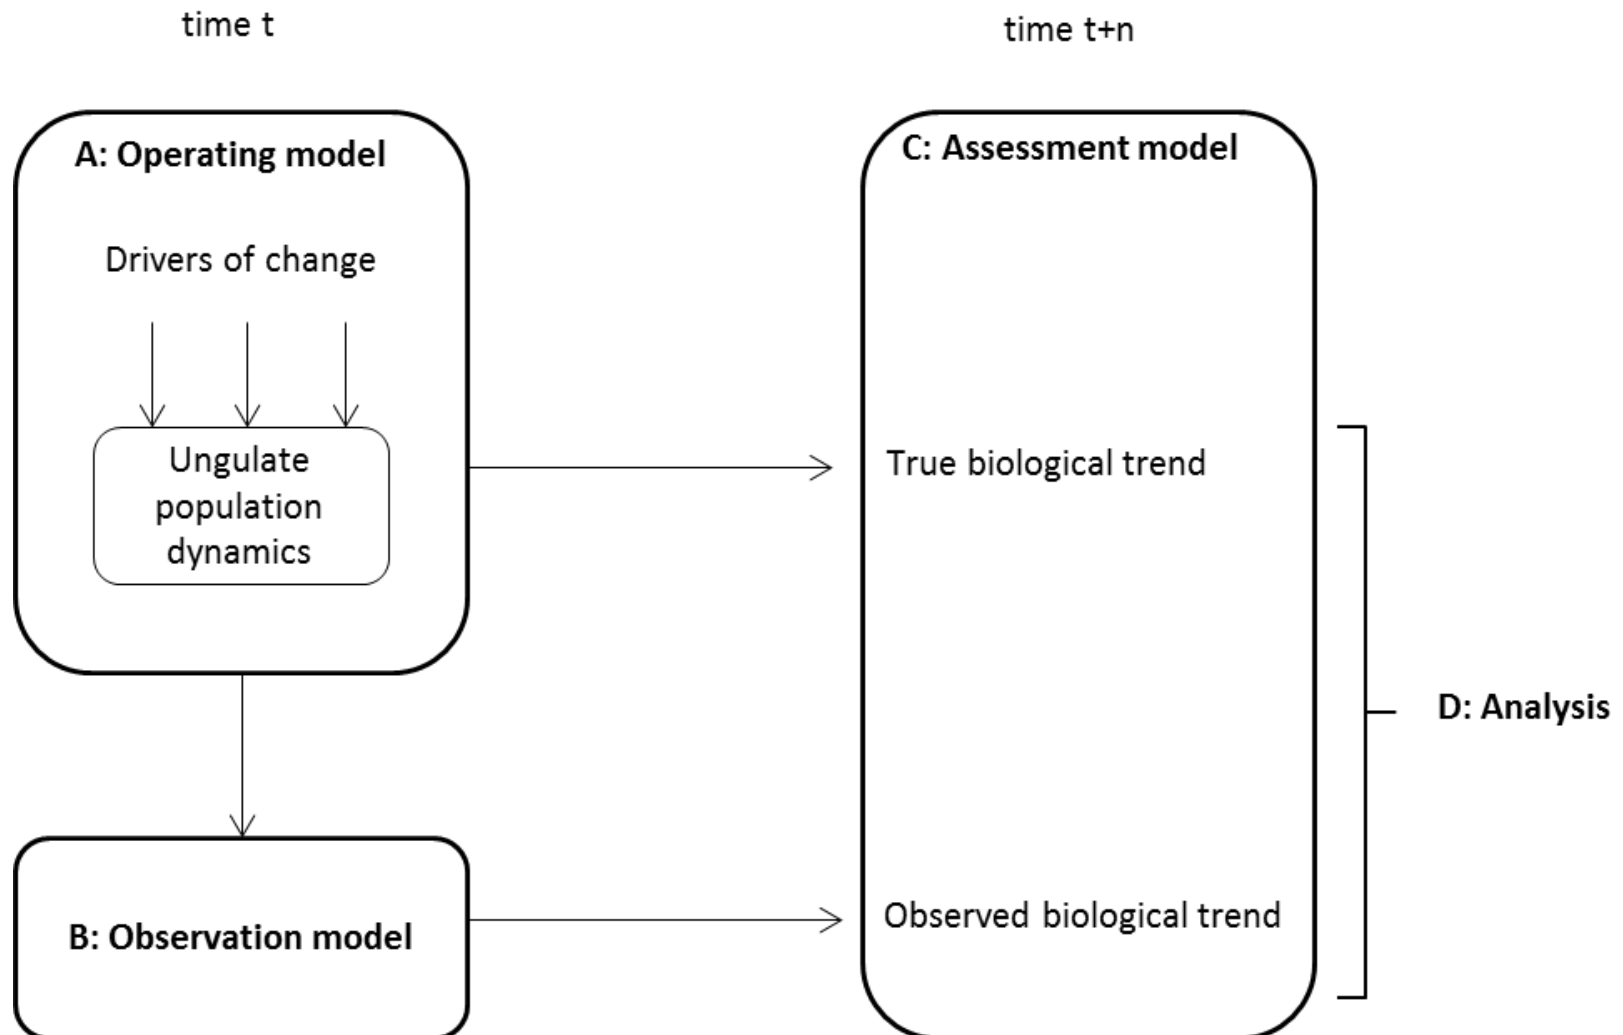 time t
time t+n
A: Operating model
C: Assessment model
Drivers of change
Ungulate
population
dynamics
True biological trend
D: Analysis
B: Observation model
Observed biological trend